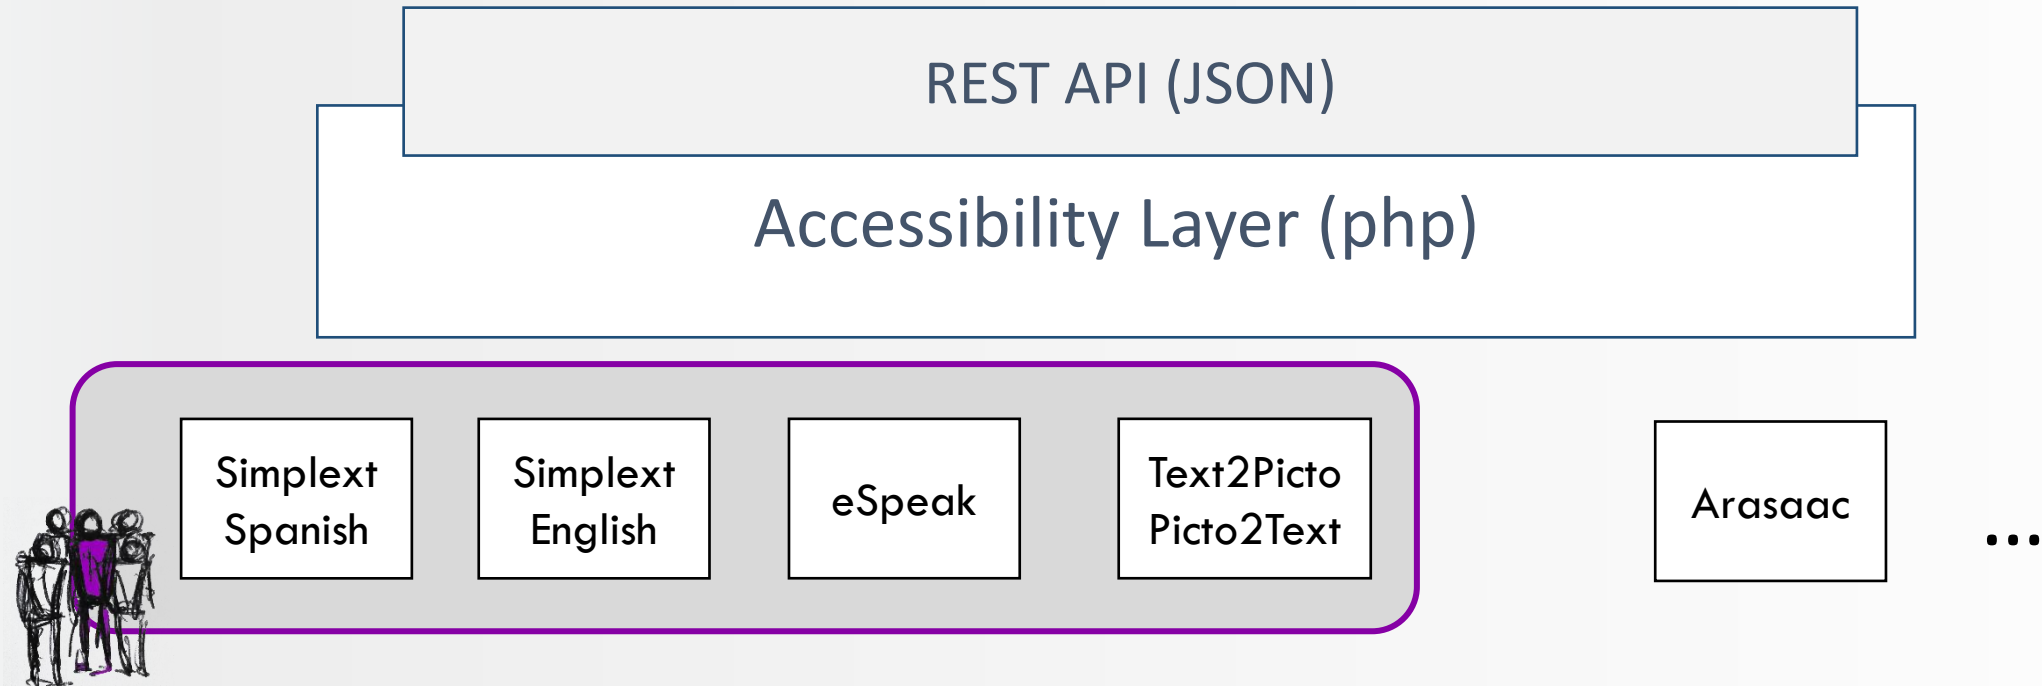 REST API (JSON)
Accessibility Layer (php)
Simplext
Spanish
Simplext
English
eSpeak
Text2Picto
Picto2Text
Arasaac
...